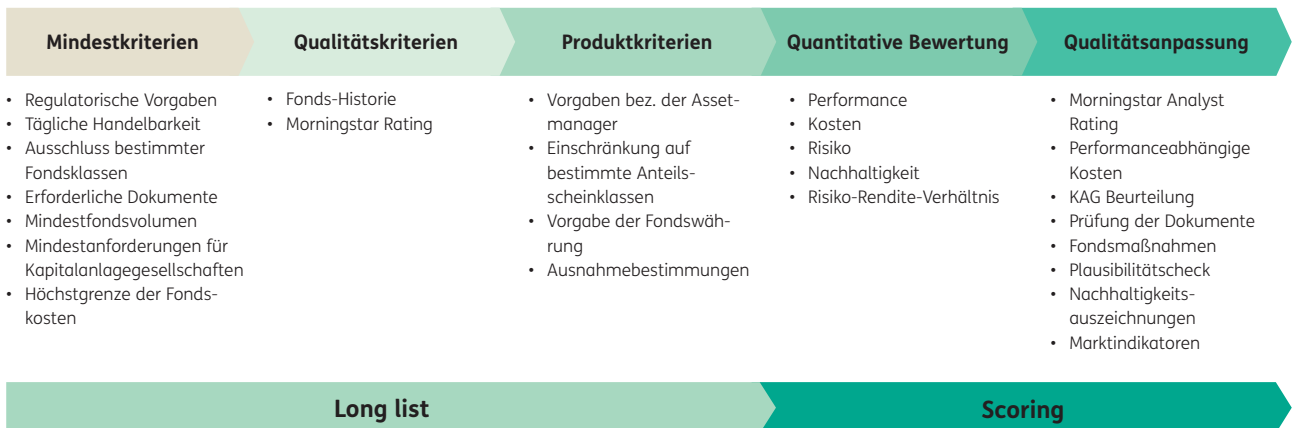 Mindestkriterien
Qualitätskriterien
Produktkriterien
Quantitative Bewertung
Qualitätsanpassung
• Regulatorische Vorgaben
• Tägliche Handelbarkeit
• Ausschluss bestimmter
Fondsklassen
• Erforderliche Dokumente
• Mindestfondsvolumen
• Mindestanforderungen für
Kapitalanlagegesellschaften
• Höchstgrenze der Fonds-
kosten
• Fonds-Historie
• Morningstar Rating
• Vorgaben bez. der Asset-
manager
• Einschränkung auf
bestimmte Anteils-
scheinklassen
• Vorgabe der Fondswäh-
rung
• Ausnahmebestimmungen
• Performance
• Kosten
• Risiko
• Nachhaltigkeit
• Risiko-Rendite-Verhältnis
• Morningstar Analyst
Rating
• Performanceabhängige
Kosten
• KAG Beurteilung
• Prüfung der Dokumente
• Fondsmaßnahmen
• Plausibilitätscheck
• Nachhaltigkeits-
auszeichnungen
• Marktindikatoren
Long list
Scoring